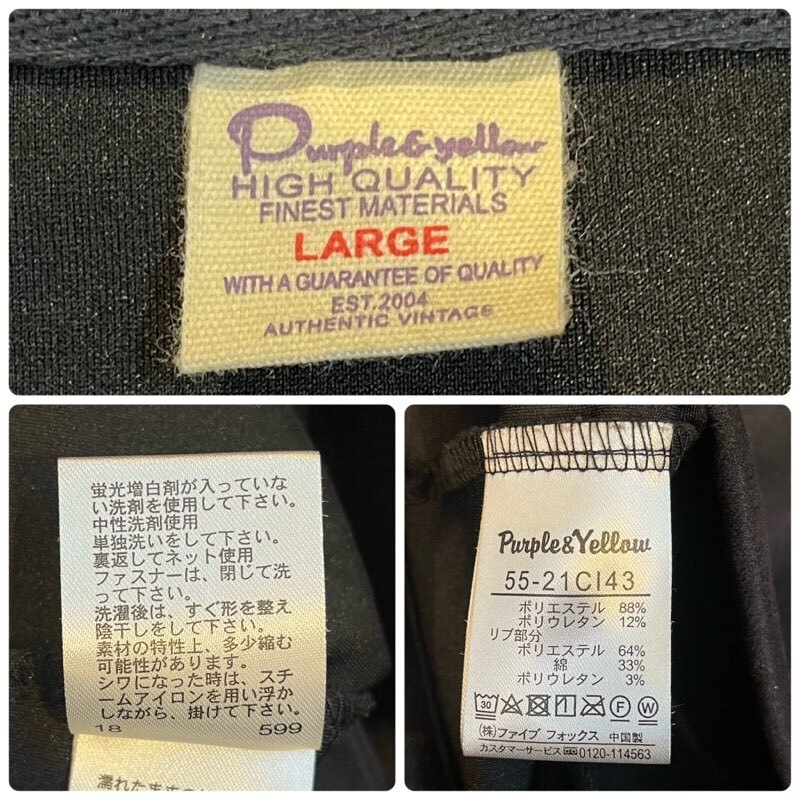 Purple & yellow
HIGH QUALITY
FINEST MATERIALS
LARGE
WITH A GUARANTEE OF QUALITY
EST.2004
AUTHENTIC VINTAGE
蛍光増白剤が入っていな
い洗剤を使用して下さい。
中性洗剤使用
単独洗いをして下さい。
裏返してネット使用
ファスナーは、閉じて洗
って下さい。
洗濯後は、すぐ形を整え
陰干しをして下さい。
素材の特性上、多少縮む
可能性があります。
シワになった時は、スチ
ームアイロンを用い浮か
しながら、掛けて下さい。
18 599
濡れたままの
Purple&Yellow
55-21CI43
ポリエステル 88%
ポリウレタン 12%
リブ部分
ポリエステル 64%
綿 33%
ポリウレタン 3%
30 F W
(株)ファイブ フォックス 中国製
カスタマーサービス 0120-114563